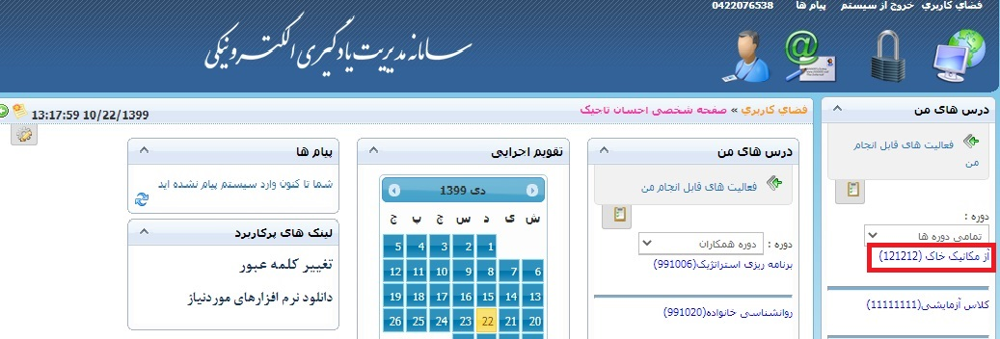 فضاي کاربري خروج از سیستم پیام ها 0422076538
سامانه مدیریت یادگیری الکترونیکی
درس های من
فعالیت های قابل انجام من
دوره :
تمامی دوره ها
آز مکانیک خاک (121212)
کلاس آزمایشی(11111111)
فضاي کاربري » صفحه شخصی احسان تاجیک
10/22/1399 13:17:59
درس های من
فعالیت های قابل انجام من
دوره : دوره همکاران
برنامه ریزی استراتژیک(991006)
روانشناسی خانواده(991020)
تقویم اجرایی
دی 1399
ش ی د س چ پ ج
1 2 3 4 5
6 7 8 9 10 11 12
13 14 15 16 17 18 19
20 21 22 23 24 25 26
پیام ها
شما تا کنون وارد سیستم پیام نشده اید
لینک های پرکاربرد
تغییر کلمه عبور
دانلود نرم افزارهای موردنیاز